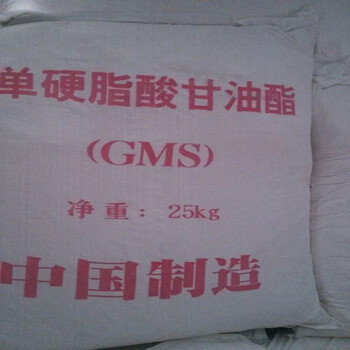 单硬脂酸甘油酯
(GMS)
净重：25kg
中国制造